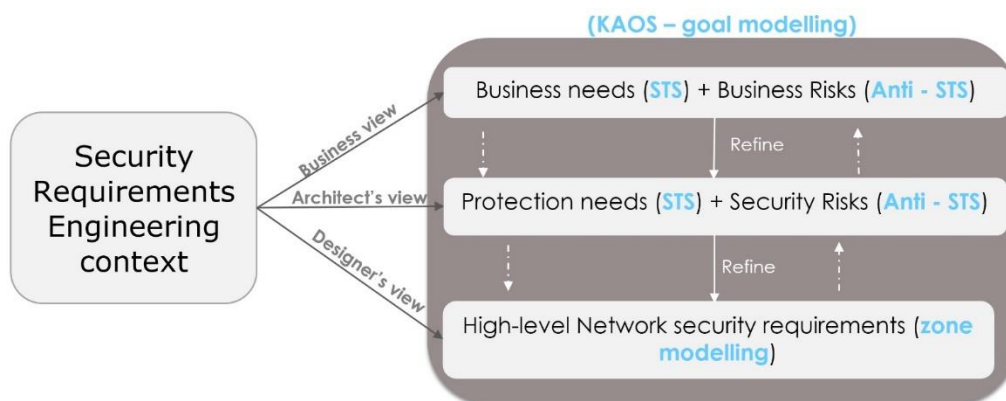 (KAOS – goal modelling)
Business needs (STS) + Business Risks (Anti - STS)
Business view
Refine
Security
Requirements
Engineering
context
Architect's view
Protection needs (STS) + Security Risks (Anti - STS)
Designer's view
Refine
High-level Network security requirements (zone
modelling)